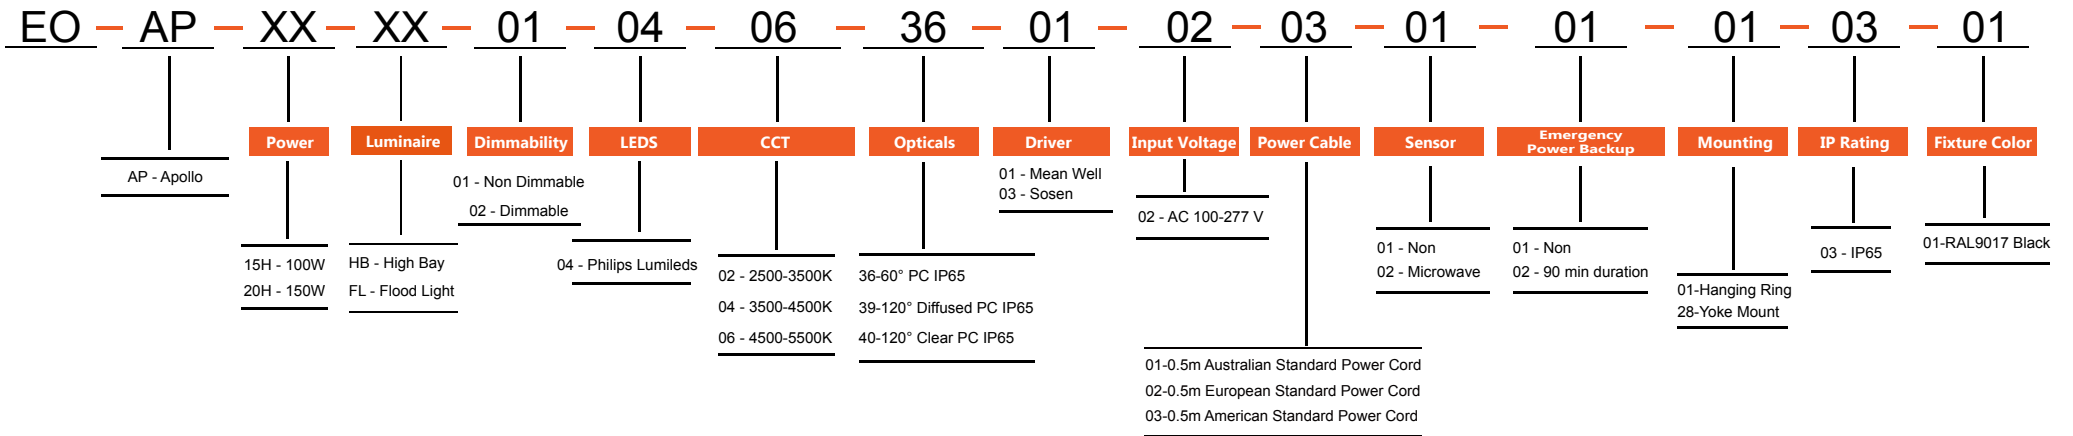 EO — AP — XX — XX — 01 — 04 — 06 — 36 — 01 — 02 — 03 — 01 — 01 — 01 — 03 — 01
AP - Apollo
Power
15H - 100W
20H - 150W
Luminaire
HB - High Bay
FL - Flood Light
Dimmability
01 - Non Dimmable
02 - Dimmable
LEDS
04 - Philips Lumileds
CCT
02 - 2500-3500K
04 - 3500-4500K
06 - 4500-5500K
Opticals
36-60° PC IP65
39-120° Diffused PC IP65
40-120° Clear PC IP65
Driver
01 - Mean Well
03 - Sosen
Input Voltage
02 - AC 100-277 V
Power Cable
01-0.5m Australian Standard Power Cord
02-0.5m European Standard Power Cord
03-0.5m American Standard Power Cord
Sensor
01 - Non
02 - Microwave
Emergency
Power Backup
01 - Non
02 - 90 min duration
Mounting
01-Hanging Ring
28-Yoke Mount
IP Rating
03 - IP65
Fixture Color
01-RAL9017 Black